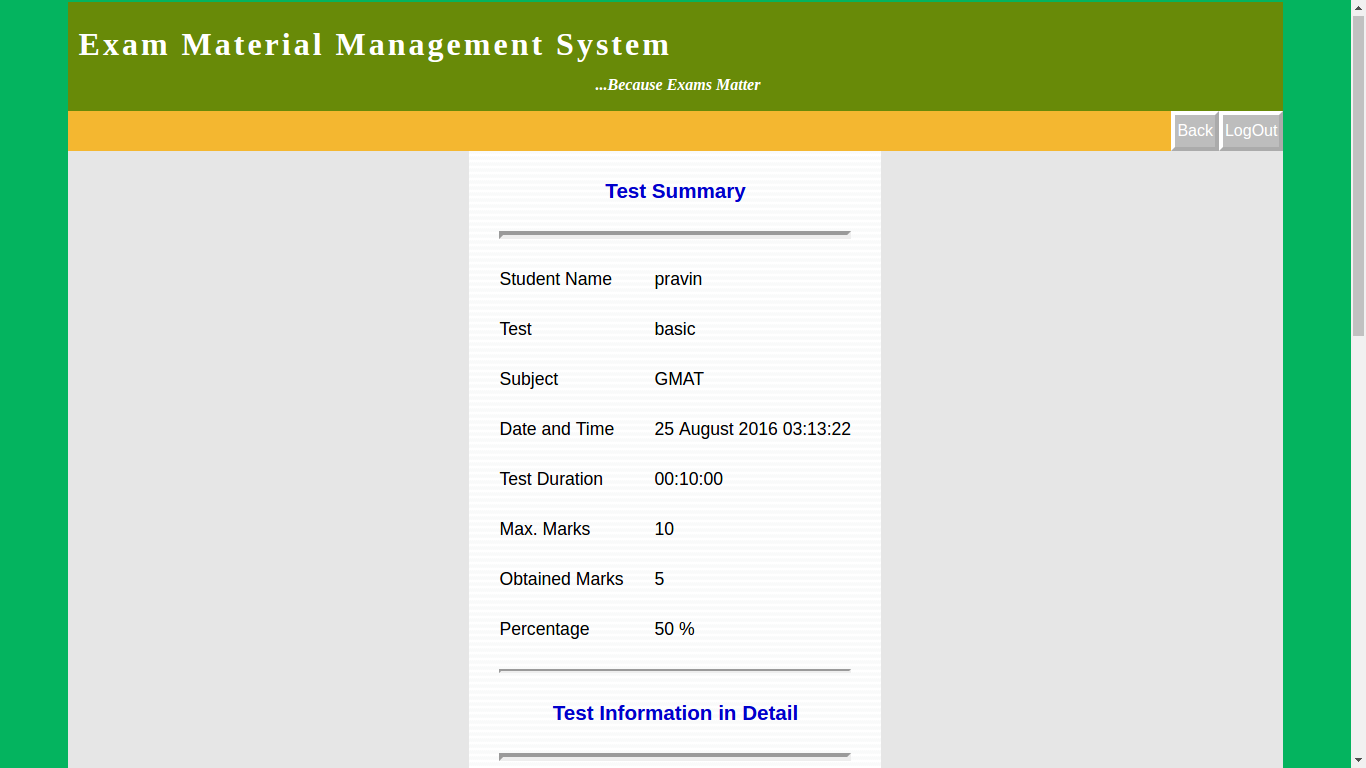 Exam Material Management System
...Because Exams Matter
Back LogOut
Test Summary
Student Name pravin
Test basic
Subject GMAT
Date and Time 25 August 2016 03:13:22
Test Duration 00:10:00
Max. Marks 10
Obtained Marks 5
Percentage 50 %
Test Information in Detail